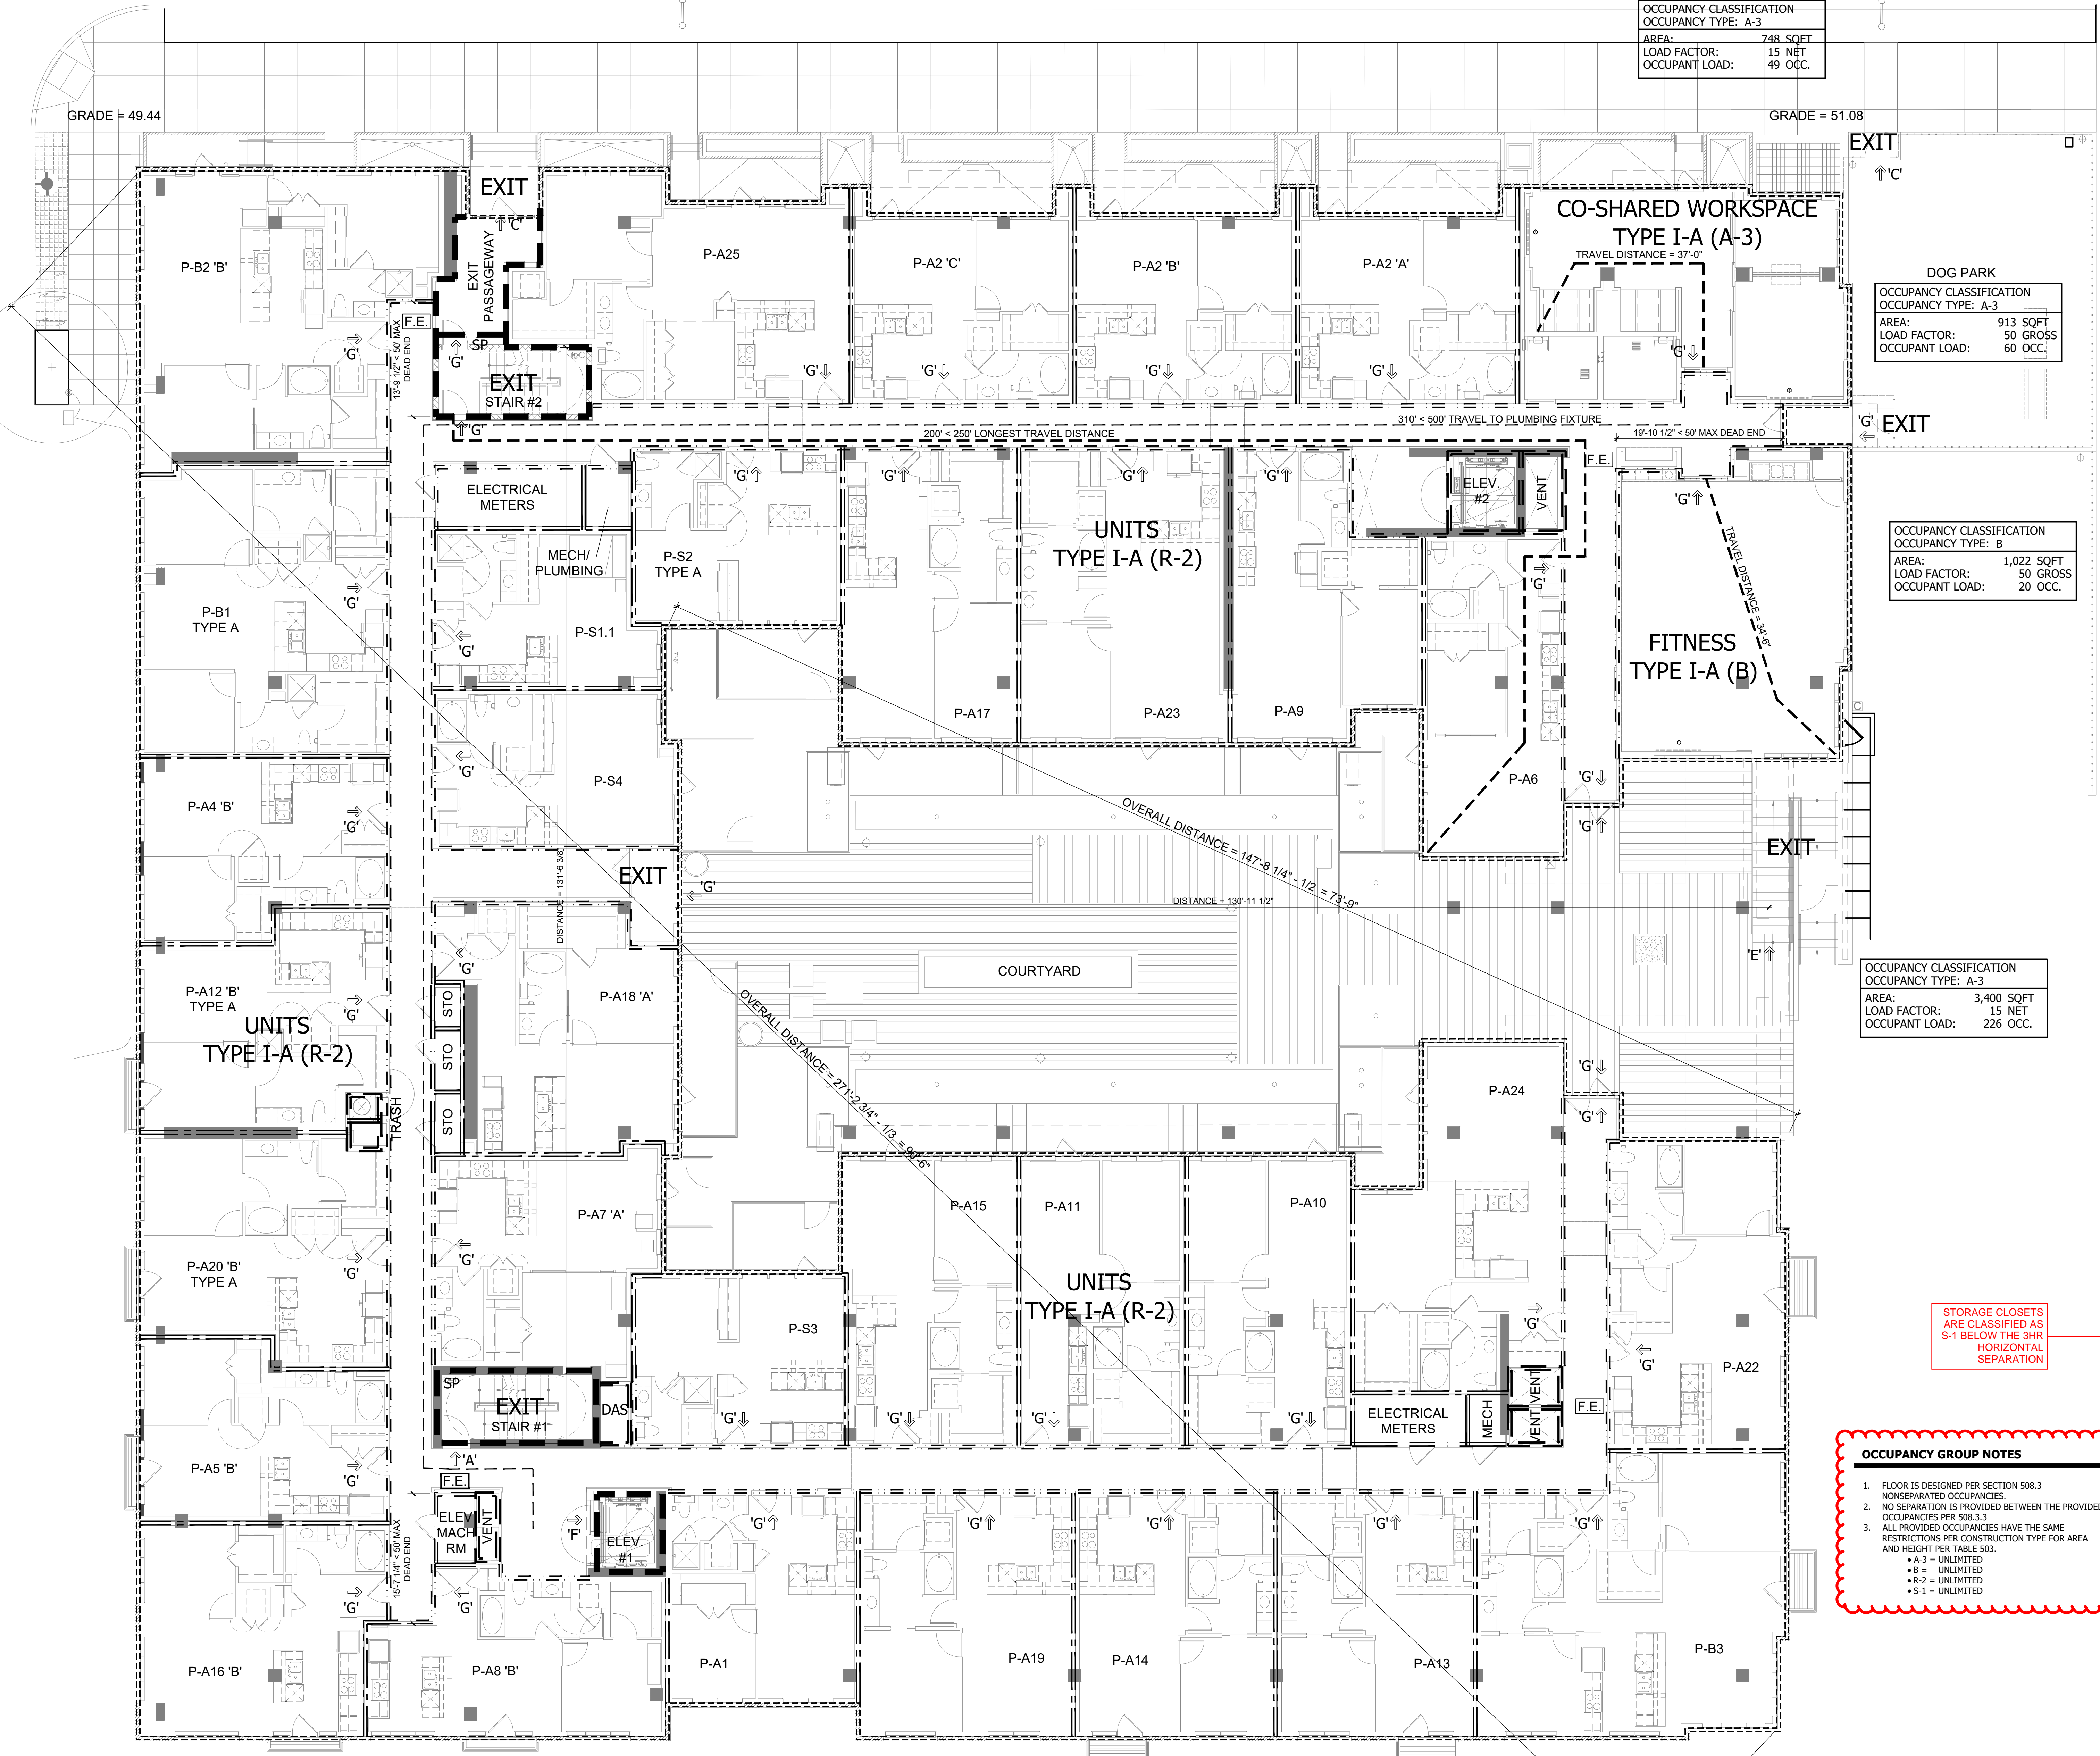 OCCUPANCY CLASSIFICATION
OCCUPANCY TYPE: A-3
AREA: 748 SQFT
LOAD FACTOR: 15 NET
OCCUPANT LOAD: 49 OCC.
GRADE = 49.44
GRADE = 51.08
EXIT
'C'
EXIT
'C'
EXIT
PASSAGEWAY
P-B2 'B'
P-A25
P-A2 'C'
P-A2 'B'
P-A2 'A'
CO-SHARED WORKSPACE
TYPE I-A (A-3)
TRAVEL DISTANCE = 37'-0"
DOG PARK
OCCUPANCY CLASSIFICATION
OCCUPANCY TYPE: A-3
AREA: 913 SQFT
LOAD FACTOR: 50 GROSS
OCCUPANT LOAD: 60 OCC.
F.E.
13'-9 1/2" < 50' MAX
DEAD END
SP
'G'
'G'
EXIT
STAIR #2
'G'
'G'
'G'
'G'
'G'
'G'
310' < 500' TRAVEL TO PLUMBING FIXTURE
200' < 250' LONGEST TRAVEL DISTANCE
19'-10 1/2" < 50' MAX DEAD END
'G'
EXIT
F.E.
ELECTRICAL
METERS
MECH/
PLUMBING
P-S2
TYPE A
'G'
'G'
'G'
'G'
UNITS
TYPE I-A (R-2)
ELEV.
#2
VENT
'G'
'G'
TRAVEL DISTANCE = 34'-6"
OCCUPANCY CLASSIFICATION
OCCUPANCY TYPE: B
AREA: 1,022 SQFT
LOAD FACTOR: 50 GROSS
OCCUPANT LOAD: 20 OCC.
P-B1
TYPE A
'G'
P-S1.1
'G'
FITNESS
TYPE I-A (B)
P-A17
P-A23
P-A9
C
P-A4 'B'
'G'
'G'
P-S4
P-A6
'G'
'G'
OVERALL DISTANCE = 147'-8 1/4" - 1/2 = 73'-9"
EXIT
EXIT
'G'
DISTANCE = 131'-6 3/8"
DISTANCE = 130'-11 1/2"
'E'
P-A12 'B'
TYPE A
'G'
UNITS
TYPE I-A (R-2)
'G'
STO
STO
STO
P-A18 'A'
COURTYARD
OCCUPANCY CLASSIFICATION
OCCUPANCY TYPE: A-3
AREA: 3,400 SQFT
LOAD FACTOR: 15 NET
OCCUPANT LOAD: 226 OCC.
OVERALL DISTANCE = 271'-2 3/4" - 1/3 = 90'-6"
TRASH
'G'
'G'
P-A24
P-A20 'B'
TYPE A
'G'
'G'
P-A7 'A'
P-A15
P-A11
P-A10
UNITS
TYPE I-A (R-2)
P-S3
'G'
'G'
P-A22
STORAGE CLOSETS
ARE CLASSIFIED AS
S-1 BELOW THE 3HR
HORIZONTAL
SEPARATION
SP
EXIT
STAIR #1
DAS
'G'
'G'
'G'
'G'
ELECTRICAL
METERS
MECH
VENT
VENT
F.E.
P-A5 'B'
'G'
'A'
F.E.
ELEV
MACH
RM
VENT
'F'
ELEV.
#1
'G'
'G'
'G'
'G'
'G'
15'-7 1/4" < 50' MAX
DEAD END
'G'
'G'
P-A16 'B'
P-A8 'B'
P-A1
P-A19
P-A14
P-A13
P-B3
OCCUPANCY GROUP NOTES
1. FLOOR IS DESIGNED PER SECTION 508.3
NONSEPARATED OCCUPANCIES.
2. NO SEPARATION IS PROVIDED BETWEEN THE PROVIDED
OCCUPANCIES PER 508.3.3
3. ALL PROVIDED OCCUPANCIES HAVE THE SAME
RESTRICTIONS PER CONSTRUCTION TYPE FOR AREA
AND HEIGHT PER TABLE 503.
• A-3 = UNLIMITED
• B = UNLIMITED
• R-2 = UNLIMITED
• S-1 = UNLIMITED